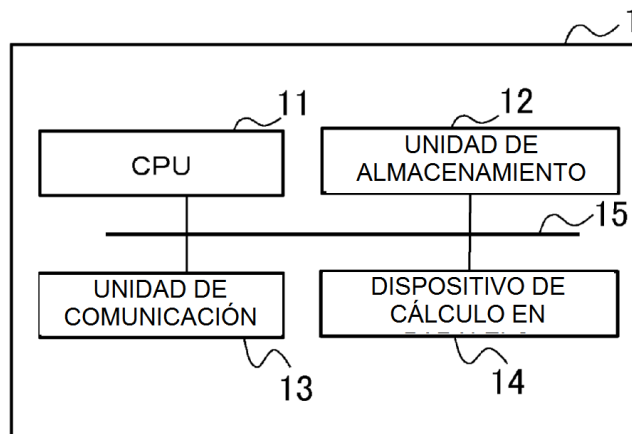 1
11
12
CPU
UNIDAD DE
ALMACENAMIENTO
15
UNIDAD DE
COMUNICACIÓN
DISPOSITIVO DE
CÁLCULO EN
13
14